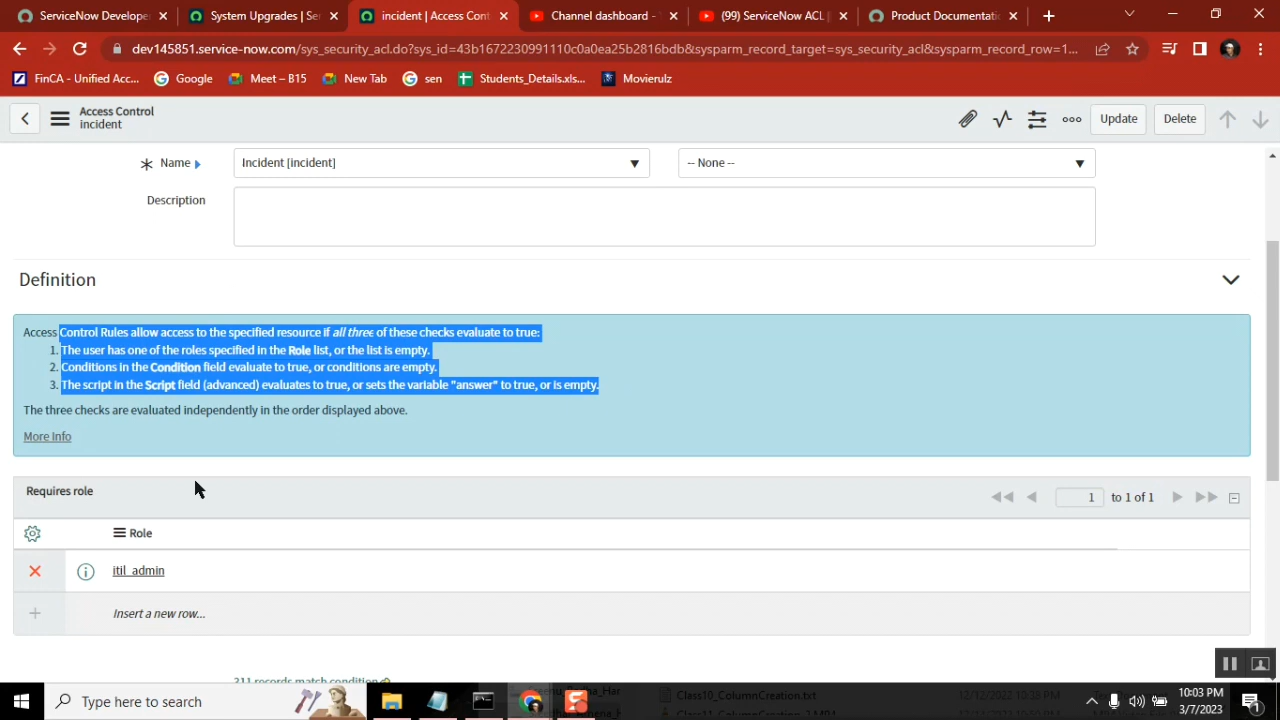 ServiceNow Develope
System Upgrades | Se
incident | Access Cont
Channel dashboard -
(99) ServiceNow ACL |
Product Documentati
dev145851.service-now.com/sys_security_acl.do?sys_id=43b1672230991110c0a0ea25b2816bdb&sysparm_record_target=sys_security_acl&sysparm_record_row=1...
FinCA - Unified Acc...
Google
Meet – B15
New Tab
sen
Students_Details.xls...
Movierulz
Access Control
incident
Update
Delete
* Name
Incident [incident]
-- None --
Description
Definition
Access Control Rules allow access to the specified resource if all three of these checks evaluate to true:
1. The user has one of the roles specified in the Role list, or the list is empty.
2. Conditions in the Condition field evaluate to true, or conditions are empty.
3. The script in the Script field (advanced) evaluates to true, or sets the variable "answer" to true, or is empty.
The three checks are evaluated independently in the order displayed above.
More Info
Requires role
1 to 1 of 1
Role
itil_admin
Insert a new row...
311 records match condition
Type here to search
Class10_ColumnCreation.txt
10:03 PM
3/7/2023
1